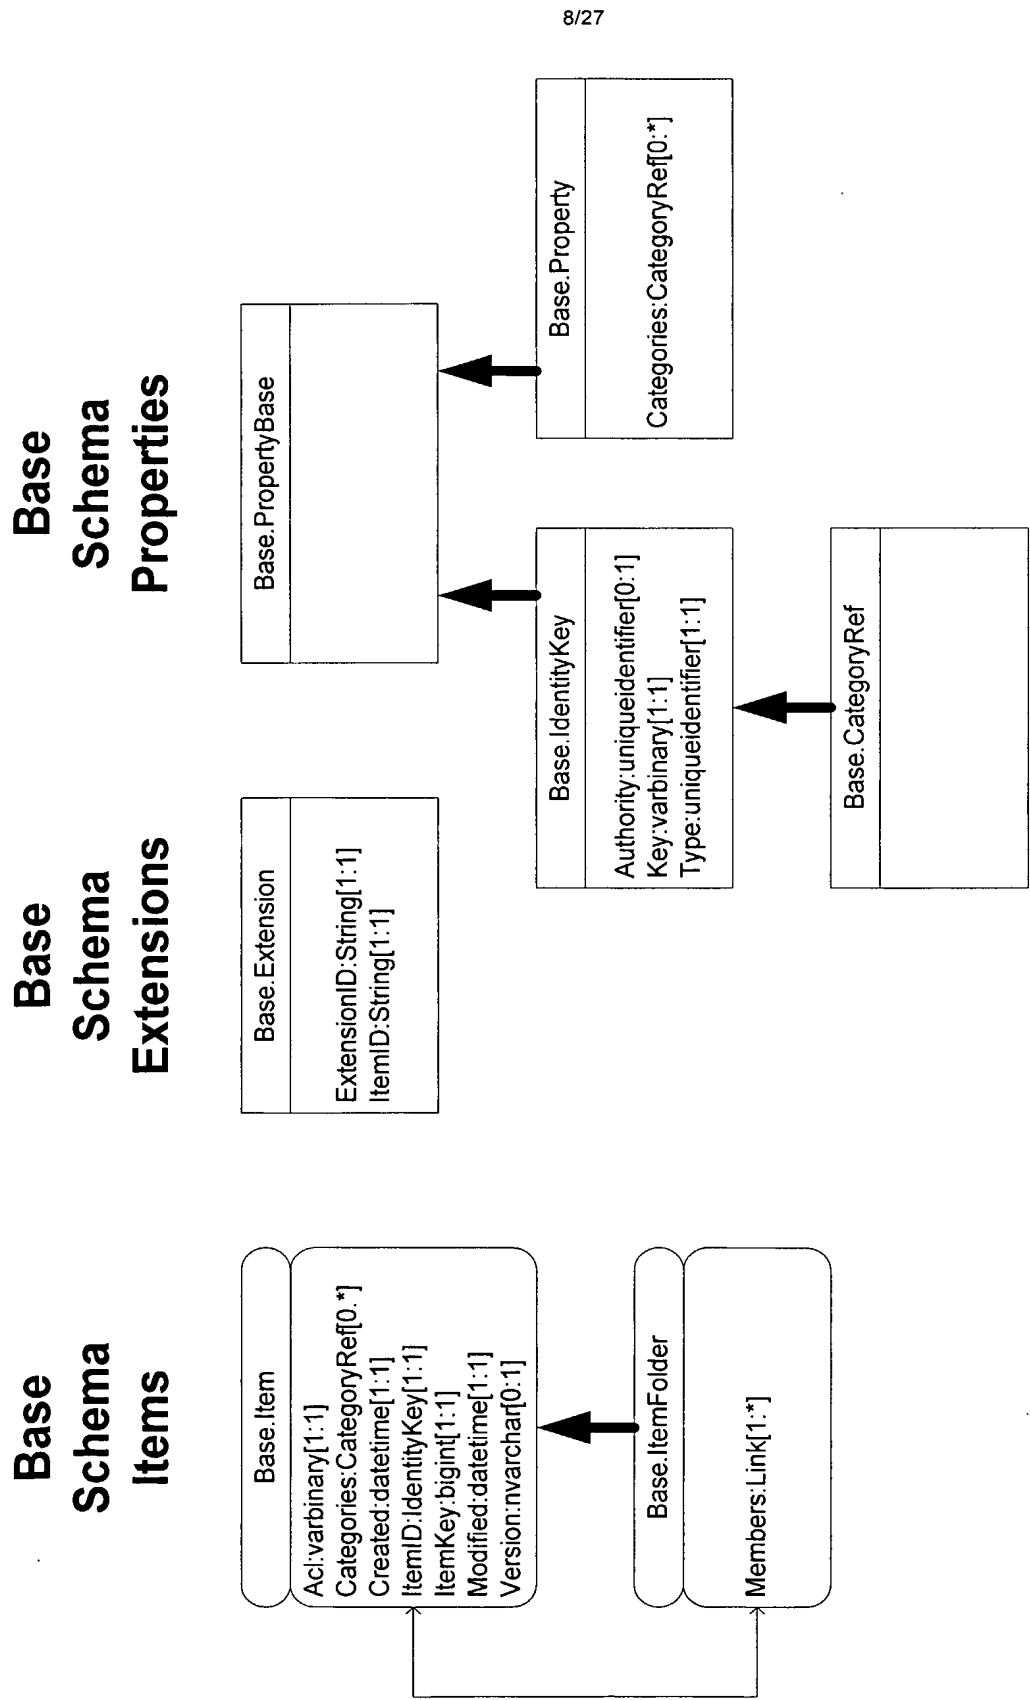 8/27
Base
Schema
Items
Base.Item
Acl:varbinary[1:1]
Categories:CategoryRef[0.*]
Created:datetime[1:1]
ItemID:IdentityKey[1:1]
ItemKey:bigint[1:1]
Modified:datetime[1:1]
Version:nvarchar[0:1]
Base.ItemFolder
Members:Link[1:*]
Base
Schema
Extensions
Base.Extension
ExtensionID:String[1:1]
ItemID:String[1:1]
Base
Schema
Properties
Base.PropertyBase
Base.IdentityKey
Authority:uniqueidentifier[0:1]
Key:varbinary[1:1]
Type:uniqueidentifier[1:1]
Base.Property
Categories:CategoryRef[0:*]
Base.CategoryRef